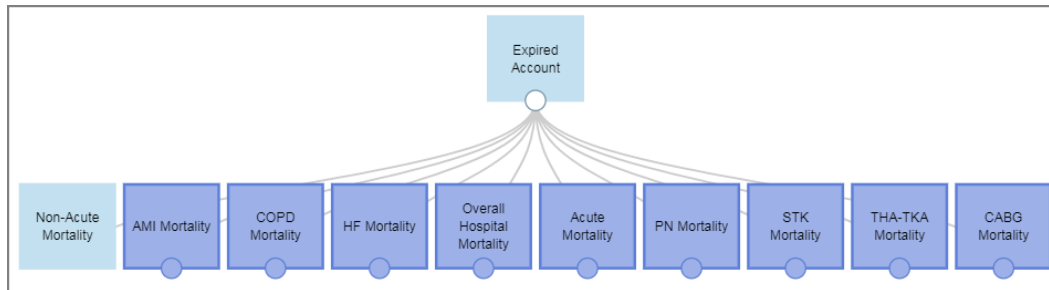 Expired
Account
Non-Acute
Mortality
AMI Mortality
COPD
Mortality
HF Mortality
Overall
Hospital
Mortality
Acute
Mortality
PN Mortality
STK
Mortality
THA-TKA
Mortality
CABG
Mortality